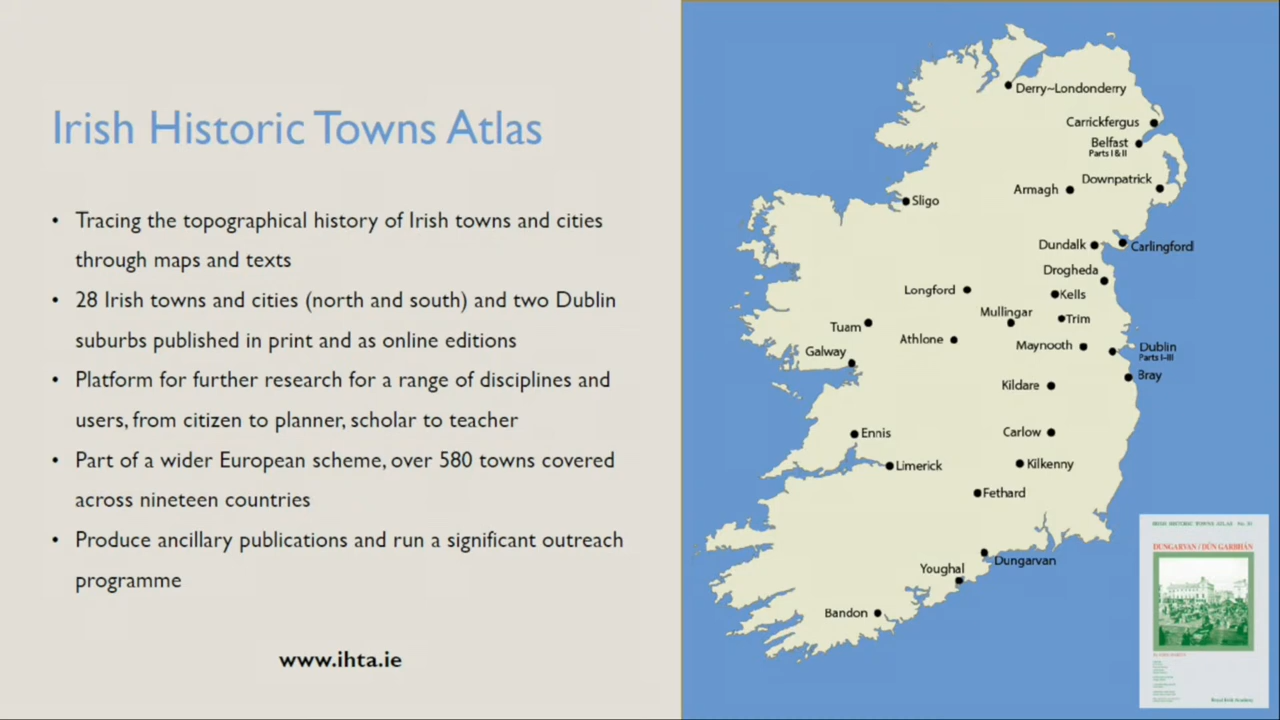 Irish Historic Towns Atlas
• Tracing the topographical history of Irish towns and cities
through maps and texts
• 28 Irish towns and cities (north and south) and two Dublin
suburbs published in print and as online editions
• Platform for further research for a range of disciplines and
users, from citizen to planner, scholar to teacher
• Part of a wider European scheme, over 580 towns covered
across nineteen countries
• Produce ancillary publications and run a significant outreach
programme
www.ihta.ie
Derry~Londonderry
Carrickfergus
Belfast
Parts I & II
Downpatrick
Armagh
Sligo
Dundalk
Carlingford
Drogheda
Longford
Kells
Mullingar
Trim
Tuam
Athlone
Maynooth
Dublin
Parts I-III
Galway
Bray
Kildare
Ennis
Carlow
Limerick
Kilkenny
Fethard
Dungarvan
Youghal
Bandon
IRISH HISTORIC TOWNS ATLAS No. 30
DUNGARVAN / DÚN GARBHÁN
Royal Irish Academy